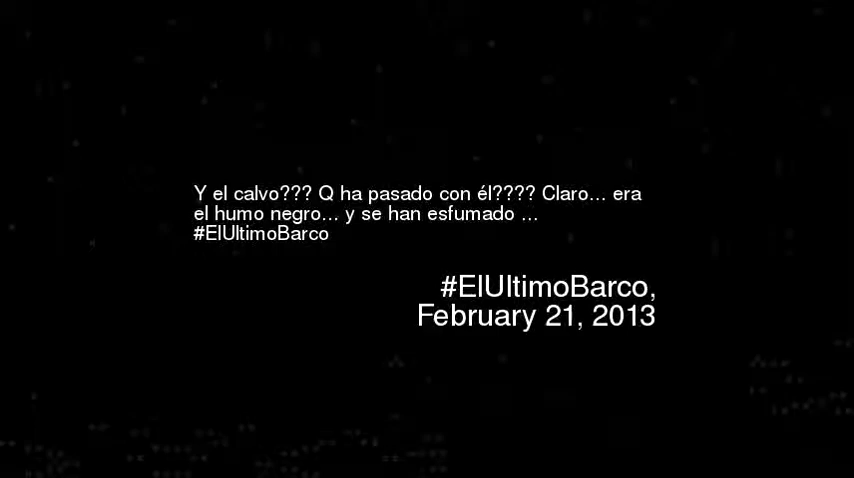 Y el calvo??? Q ha pasado con él???? Claro... era
el humo negro... y se han esfumado ...
#ElUltimoBarco
#ElUltimoBarco,
February 21, 2013